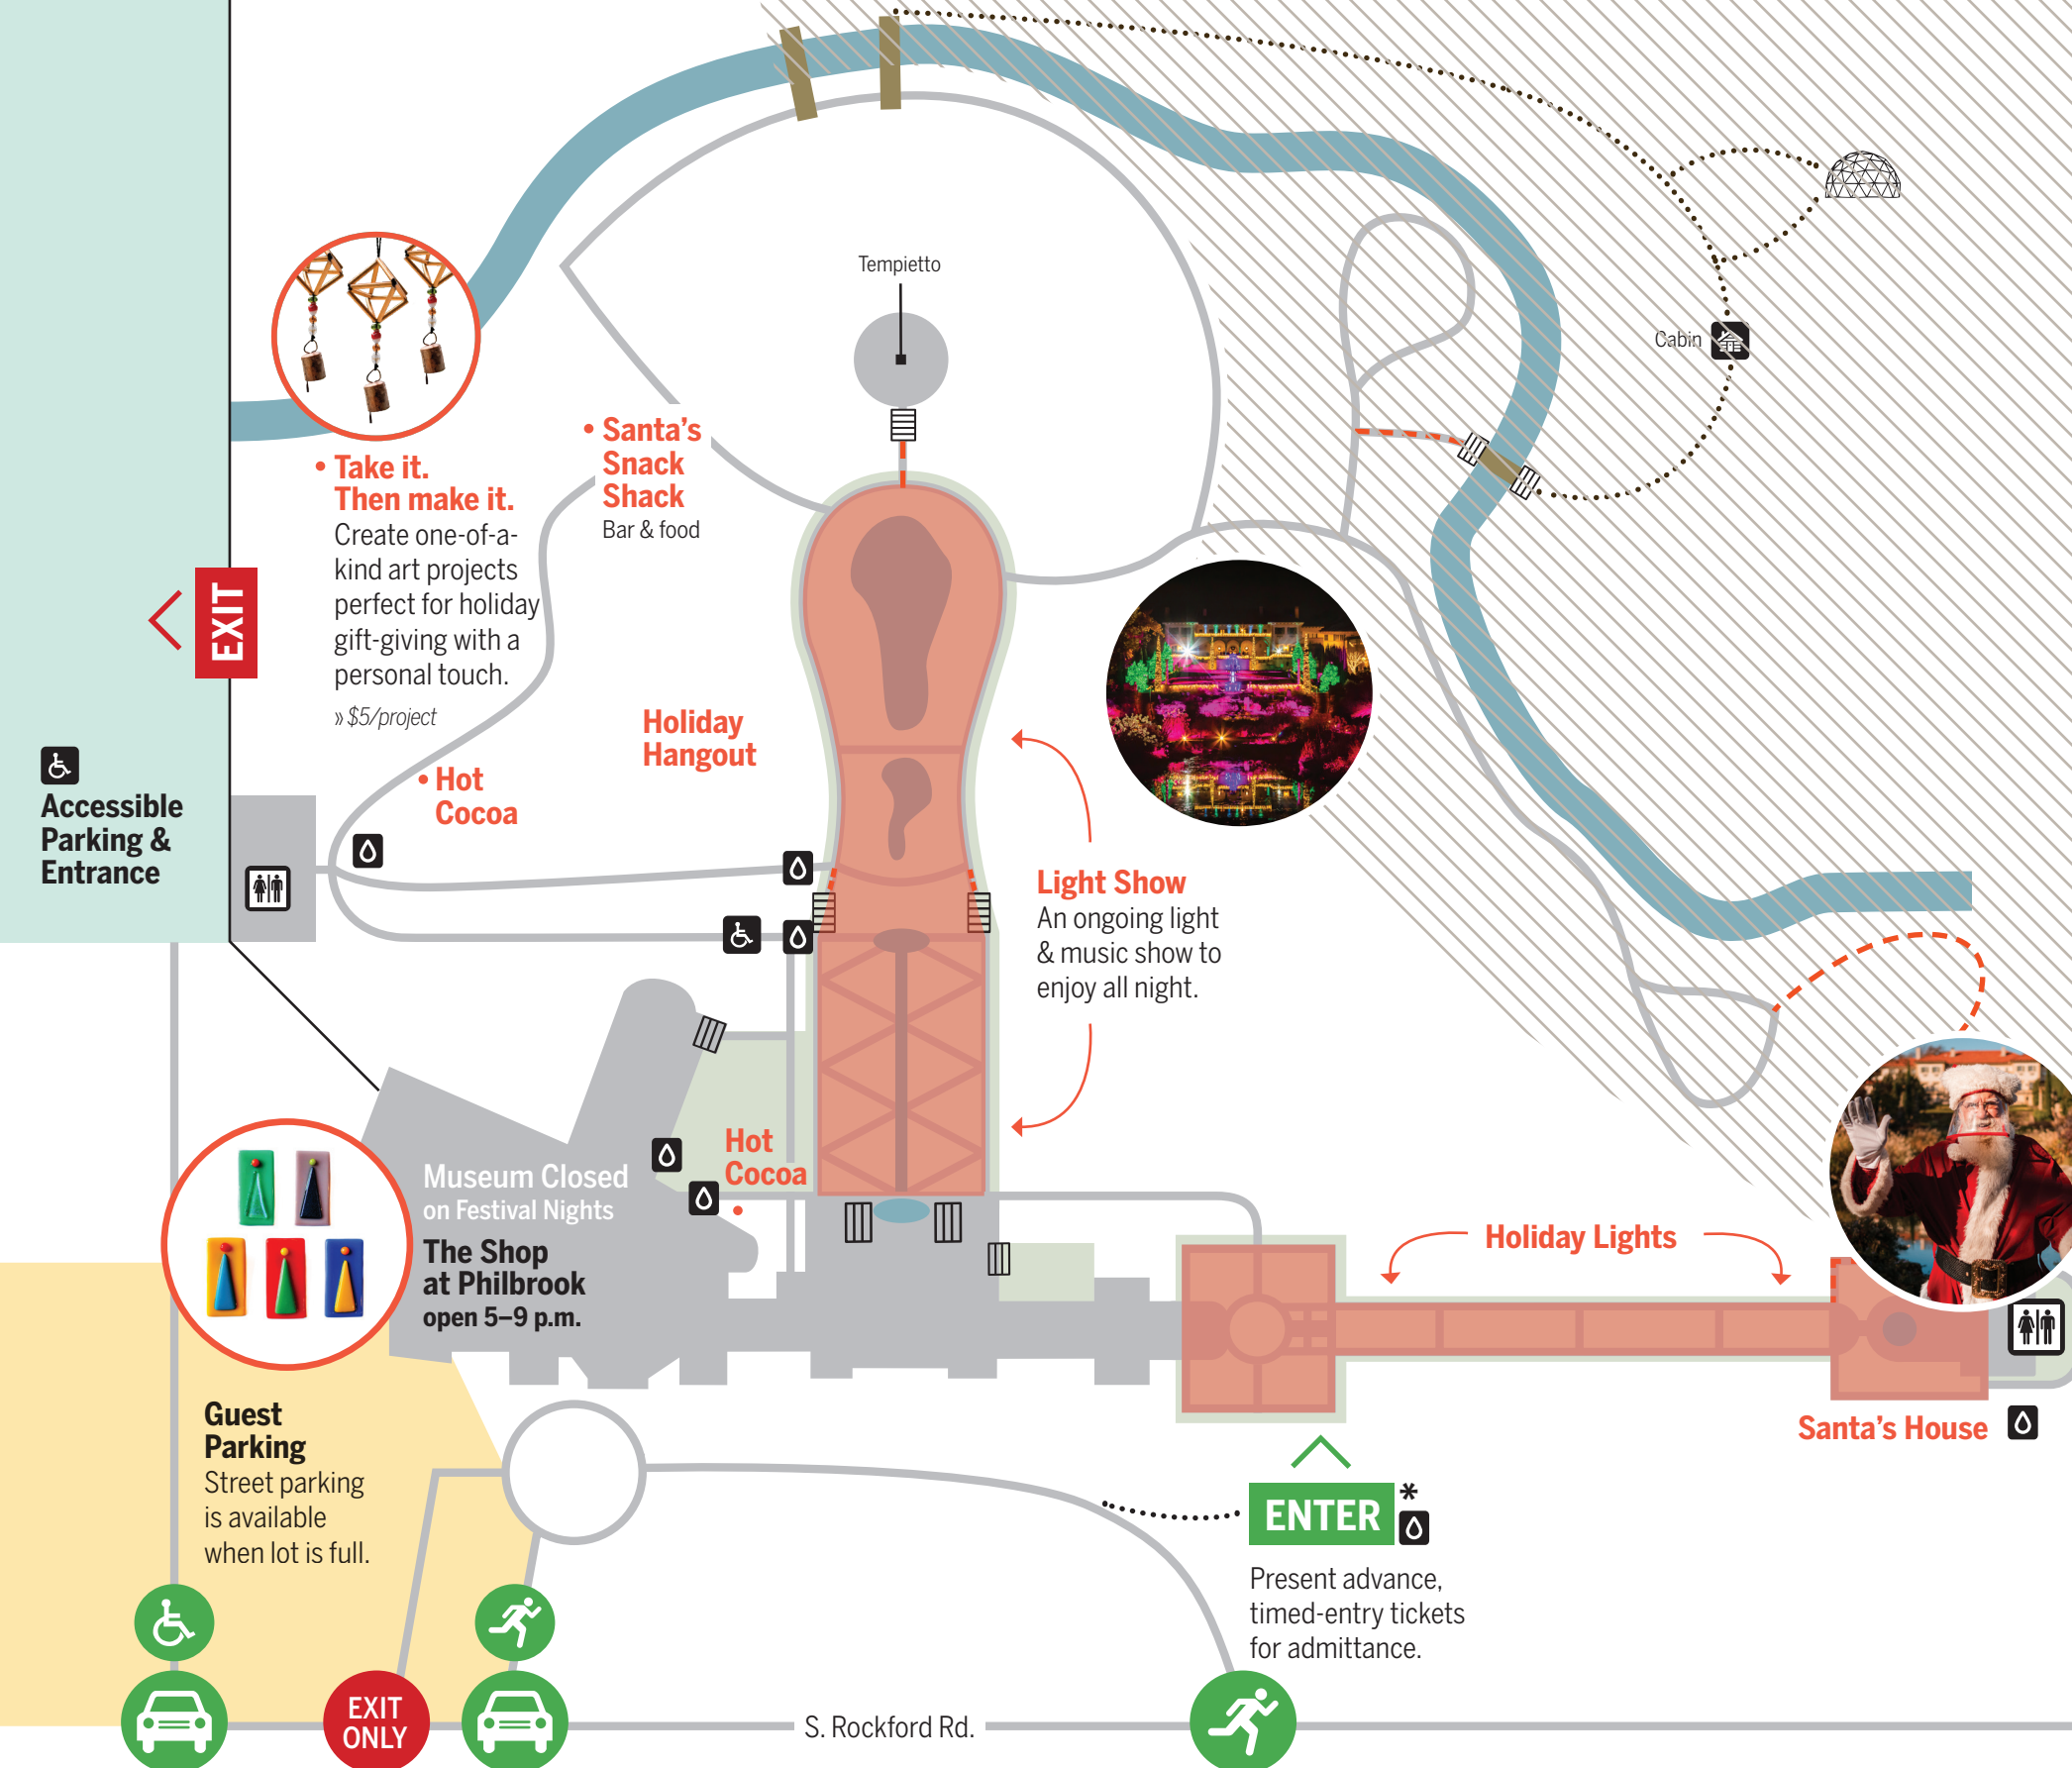 Tempietto
Cabin
• Santa's
Snack
Shack
Bar & food
• Take it.
Then make it.
Create one-of-a-
kind art projects
perfect for holiday
gift-giving with a
personal touch.
» $5/project
EXIT
Holiday
Hangout
• Hot
Cocoa
Accessible
Parking &
Entrance
Light Show
An ongoing light
& music show to
enjoy all night.
Hot
Cocoa
•
Museum Closed
on Festival Nights
The Shop
at Philbrook
open 5–9 p.m.
Holiday Lights
Santa's House
Guest
Parking
Street parking
is available
when lot is full.
ENTER *
Present advance,
timed-entry tickets
for admittance.
EXIT
ONLY
S. Rockford Rd.